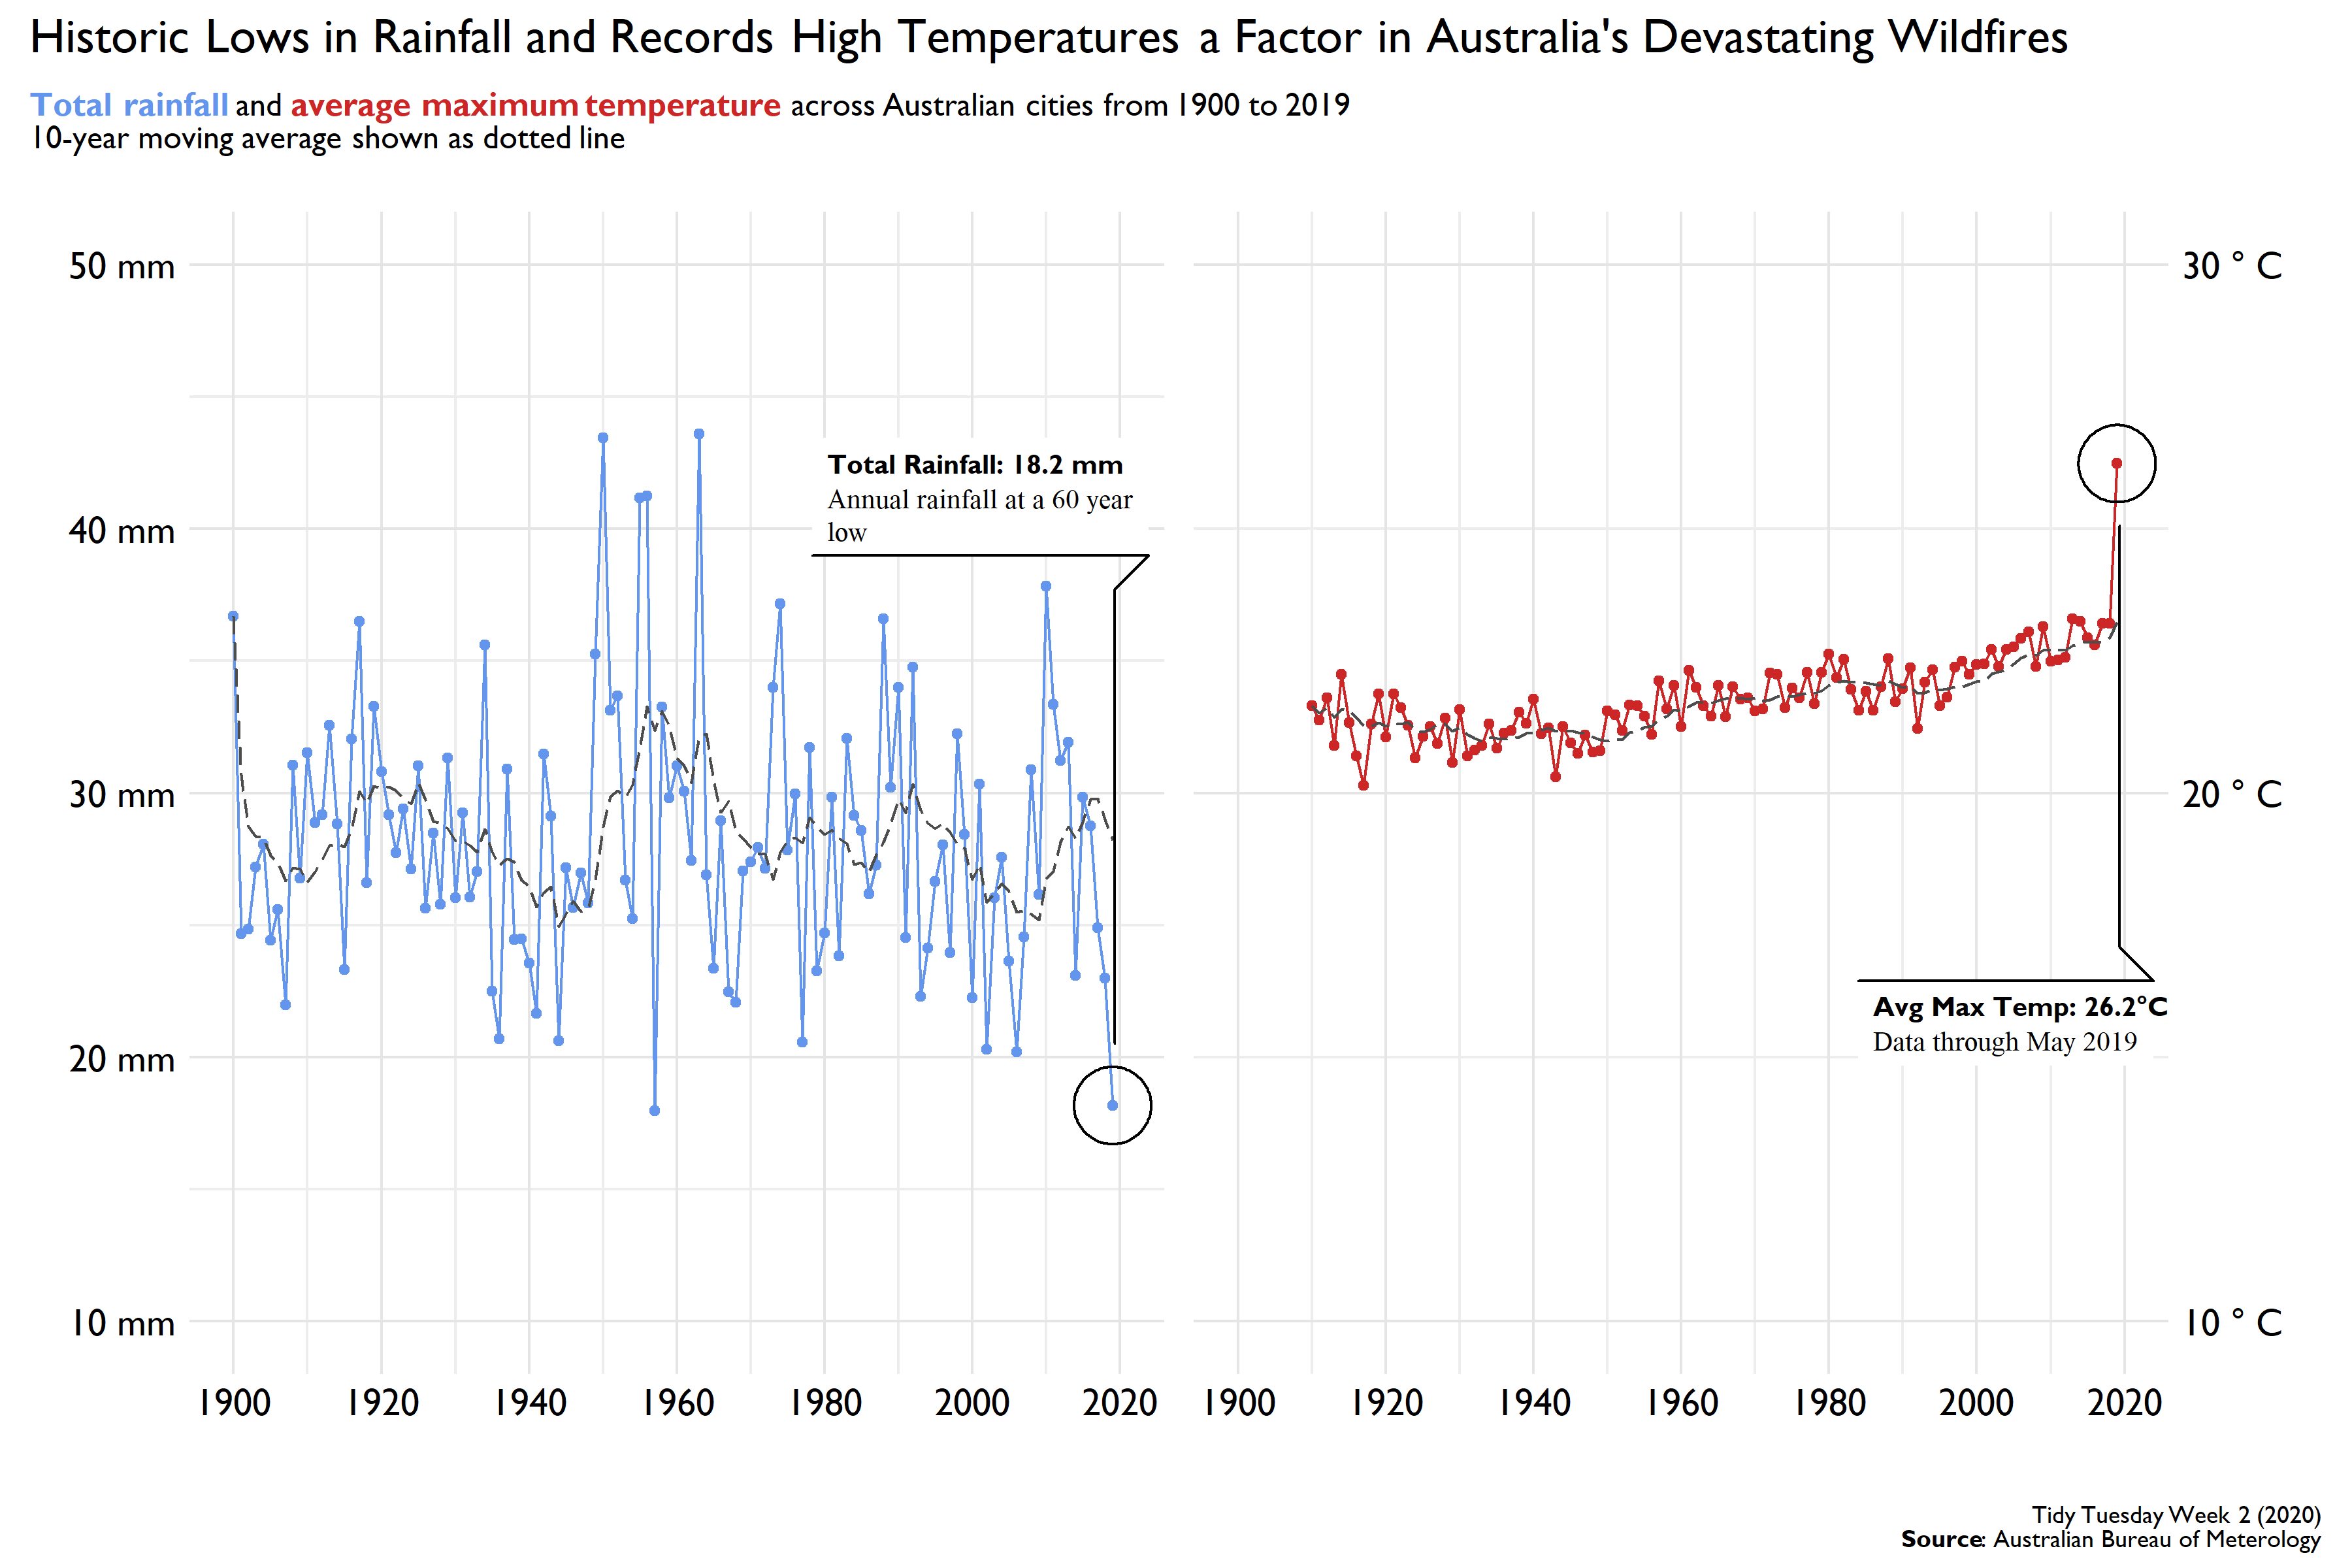 Historic Lows in Rainfall and Records High Temperatures a Factor in Australia's Devastating Wildfires
Total rainfall and average maximum temperature across Australian cities from 1900 to 2019
10-year moving average shown as dotted line
50 mm
40 mm
30 mm
20 mm
10 mm
Total Rainfall: 18.2 mm
Annual rainfall at a 60 year
low
30 ° C
20 ° C
10 ° C
Avg Max Temp: 26.2°C
Data through May 2019
1900 1920 1940 1960 1980 2000 2020
1900 1920 1940 1960 1980 2000 2020
Tidy Tuesday Week 2 (2020)
Source: Australian Bureau of Meterology